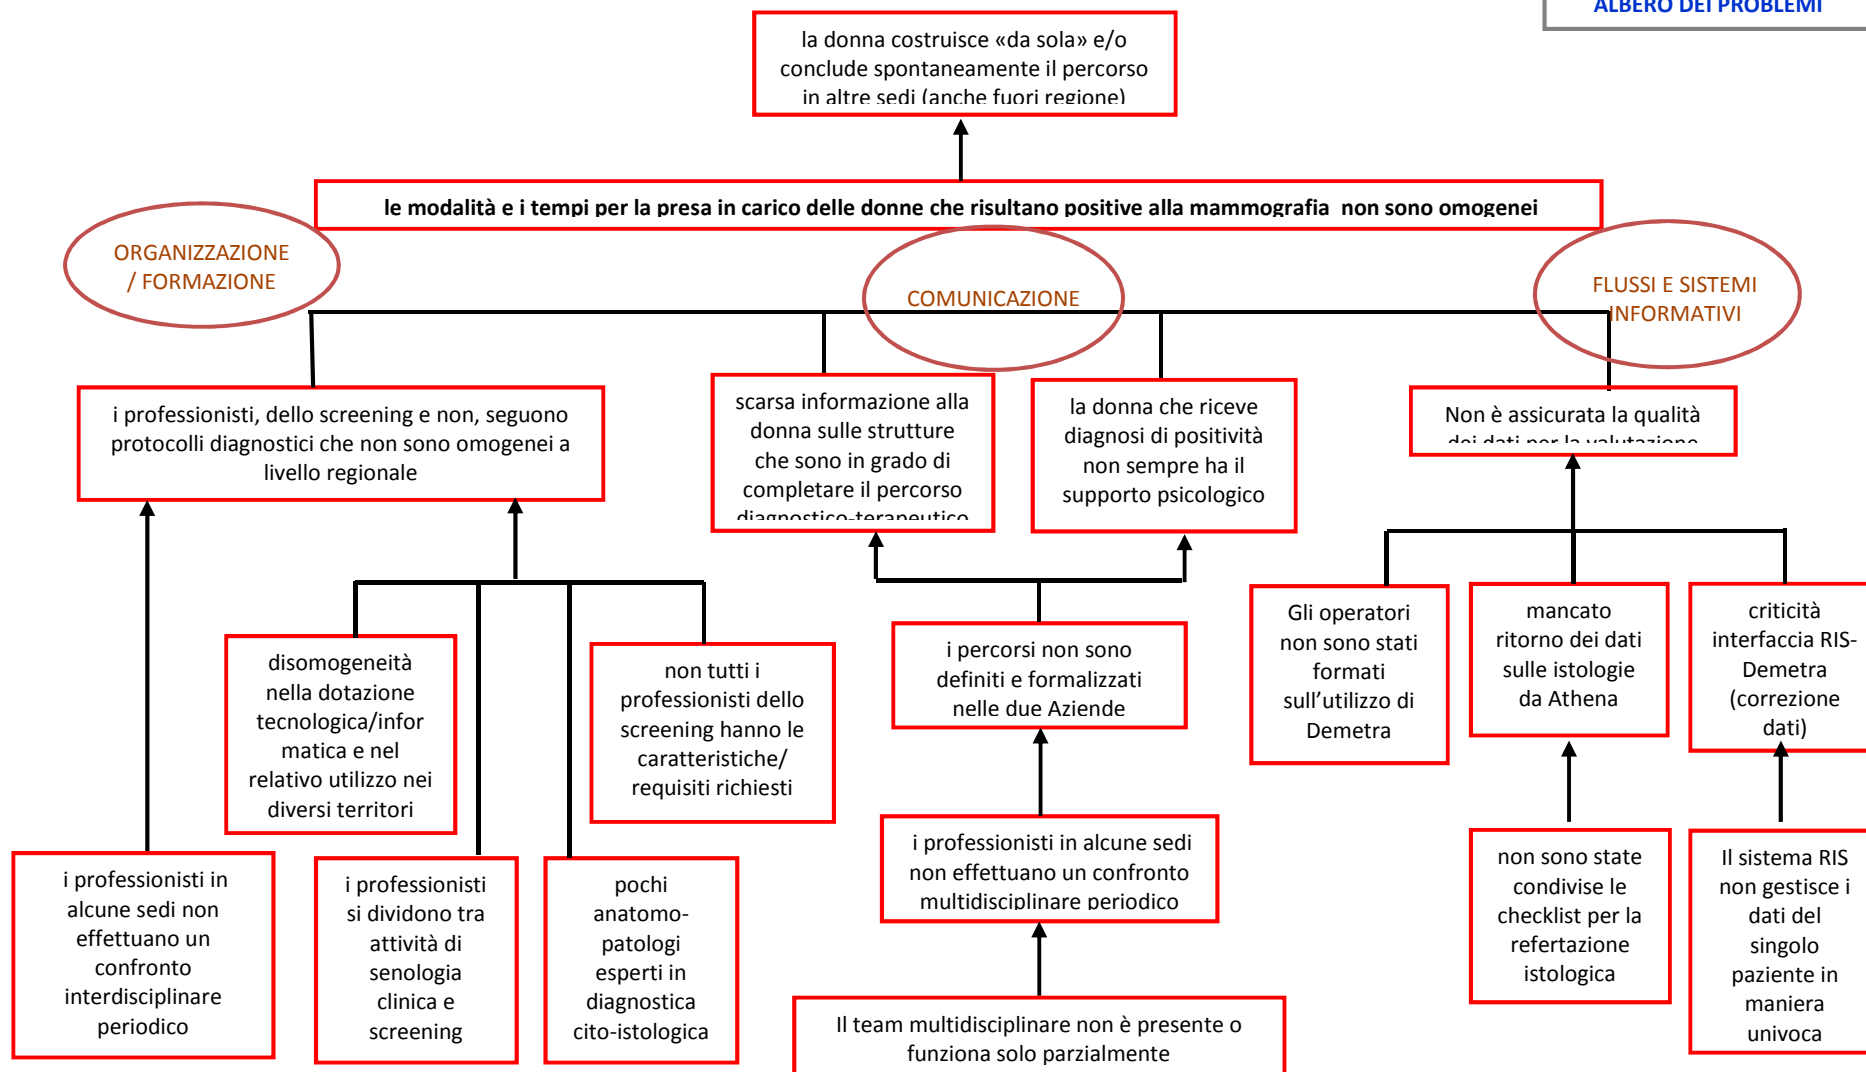 ALBERO DEI PROBLEMI
la donna costruisce «da sola» e/o
conclude spontaneamente il percorso
in altre sedi (anche fuori regione)
le modalità e i tempi per la presa in carico delle donne che risultano positive alla mammografia non sono omogenei
ORGANIZZAZIONE
/ FORMAZIONE
COMUNICAZIONE
FLUSSI E SISTEMI
INFORMATIVI
i professionisti, dello screening e non, seguono
protocolli diagnostici che non sono omogenei a
livello regionale
scarsa informazione alla
donna sulle strutture
che sono in grado di
completare il percorso
diagnostico-terapeutico
la donna che riceve
diagnosi di positività
non sempre ha il
supporto psicologico
Non è assicurata la qualità
dei dati per la valutazione
disomogeneità
nella dotazione
tecnologica/infor
matica e nel
relativo utilizzo nei
diversi territori
non tutti i
professionisti dello
screening hanno le
caratteristiche/
requisiti richiesti
i percorsi non sono
definiti e formalizzati
nelle due Aziende
Gli operatori
non sono stati
formati
sull’utilizzo di
Demetra
mancato
ritorno dei dati
sulle istologie
da Athena
criticità
interfaccia RIS-
Demetra
(correzione
dati)
i professionisti in
alcune sedi non
effettuano un
confronto
interdisciplinare
periodico
i professionisti
si dividono tra
attività di
senologia
clinica e
screening
pochi
anatomo-
patologi
esperti in
diagnostica
cito-istologica
i professionisti in alcune sedi
non effettuano un confronto
multidisciplinare periodico
non sono state
condivise le
checklist per la
refertazione
istologica
Il sistema RIS
non gestisce i
dati del
singolo
paziente in
maniera
univoca
Il team multidisciplinare non è presente o
funziona solo parzialmente